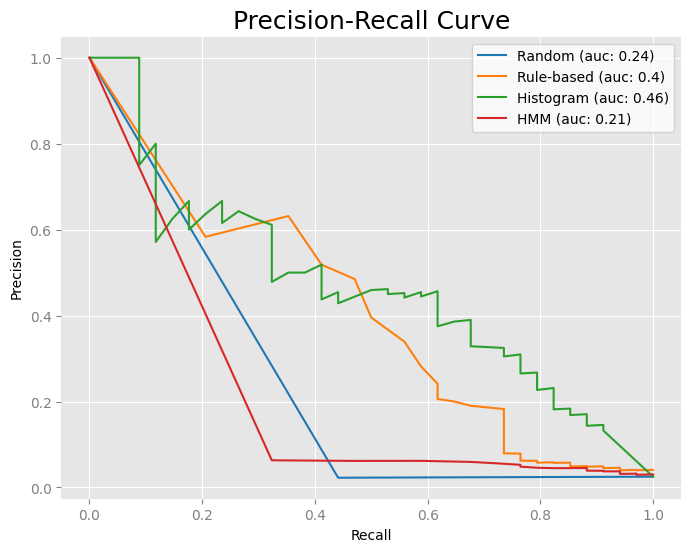 Precision-Recall Curve
Random (auc: 0.24)
Rule-based (auc: 0.4)
Histogram (auc: 0.46)
HMM (auc: 0.21)
Precision
1.0
0.8
0.6
0.4
0.2
0.0
0.0 0.2 0.4 0.6 0.8 1.0
Recall